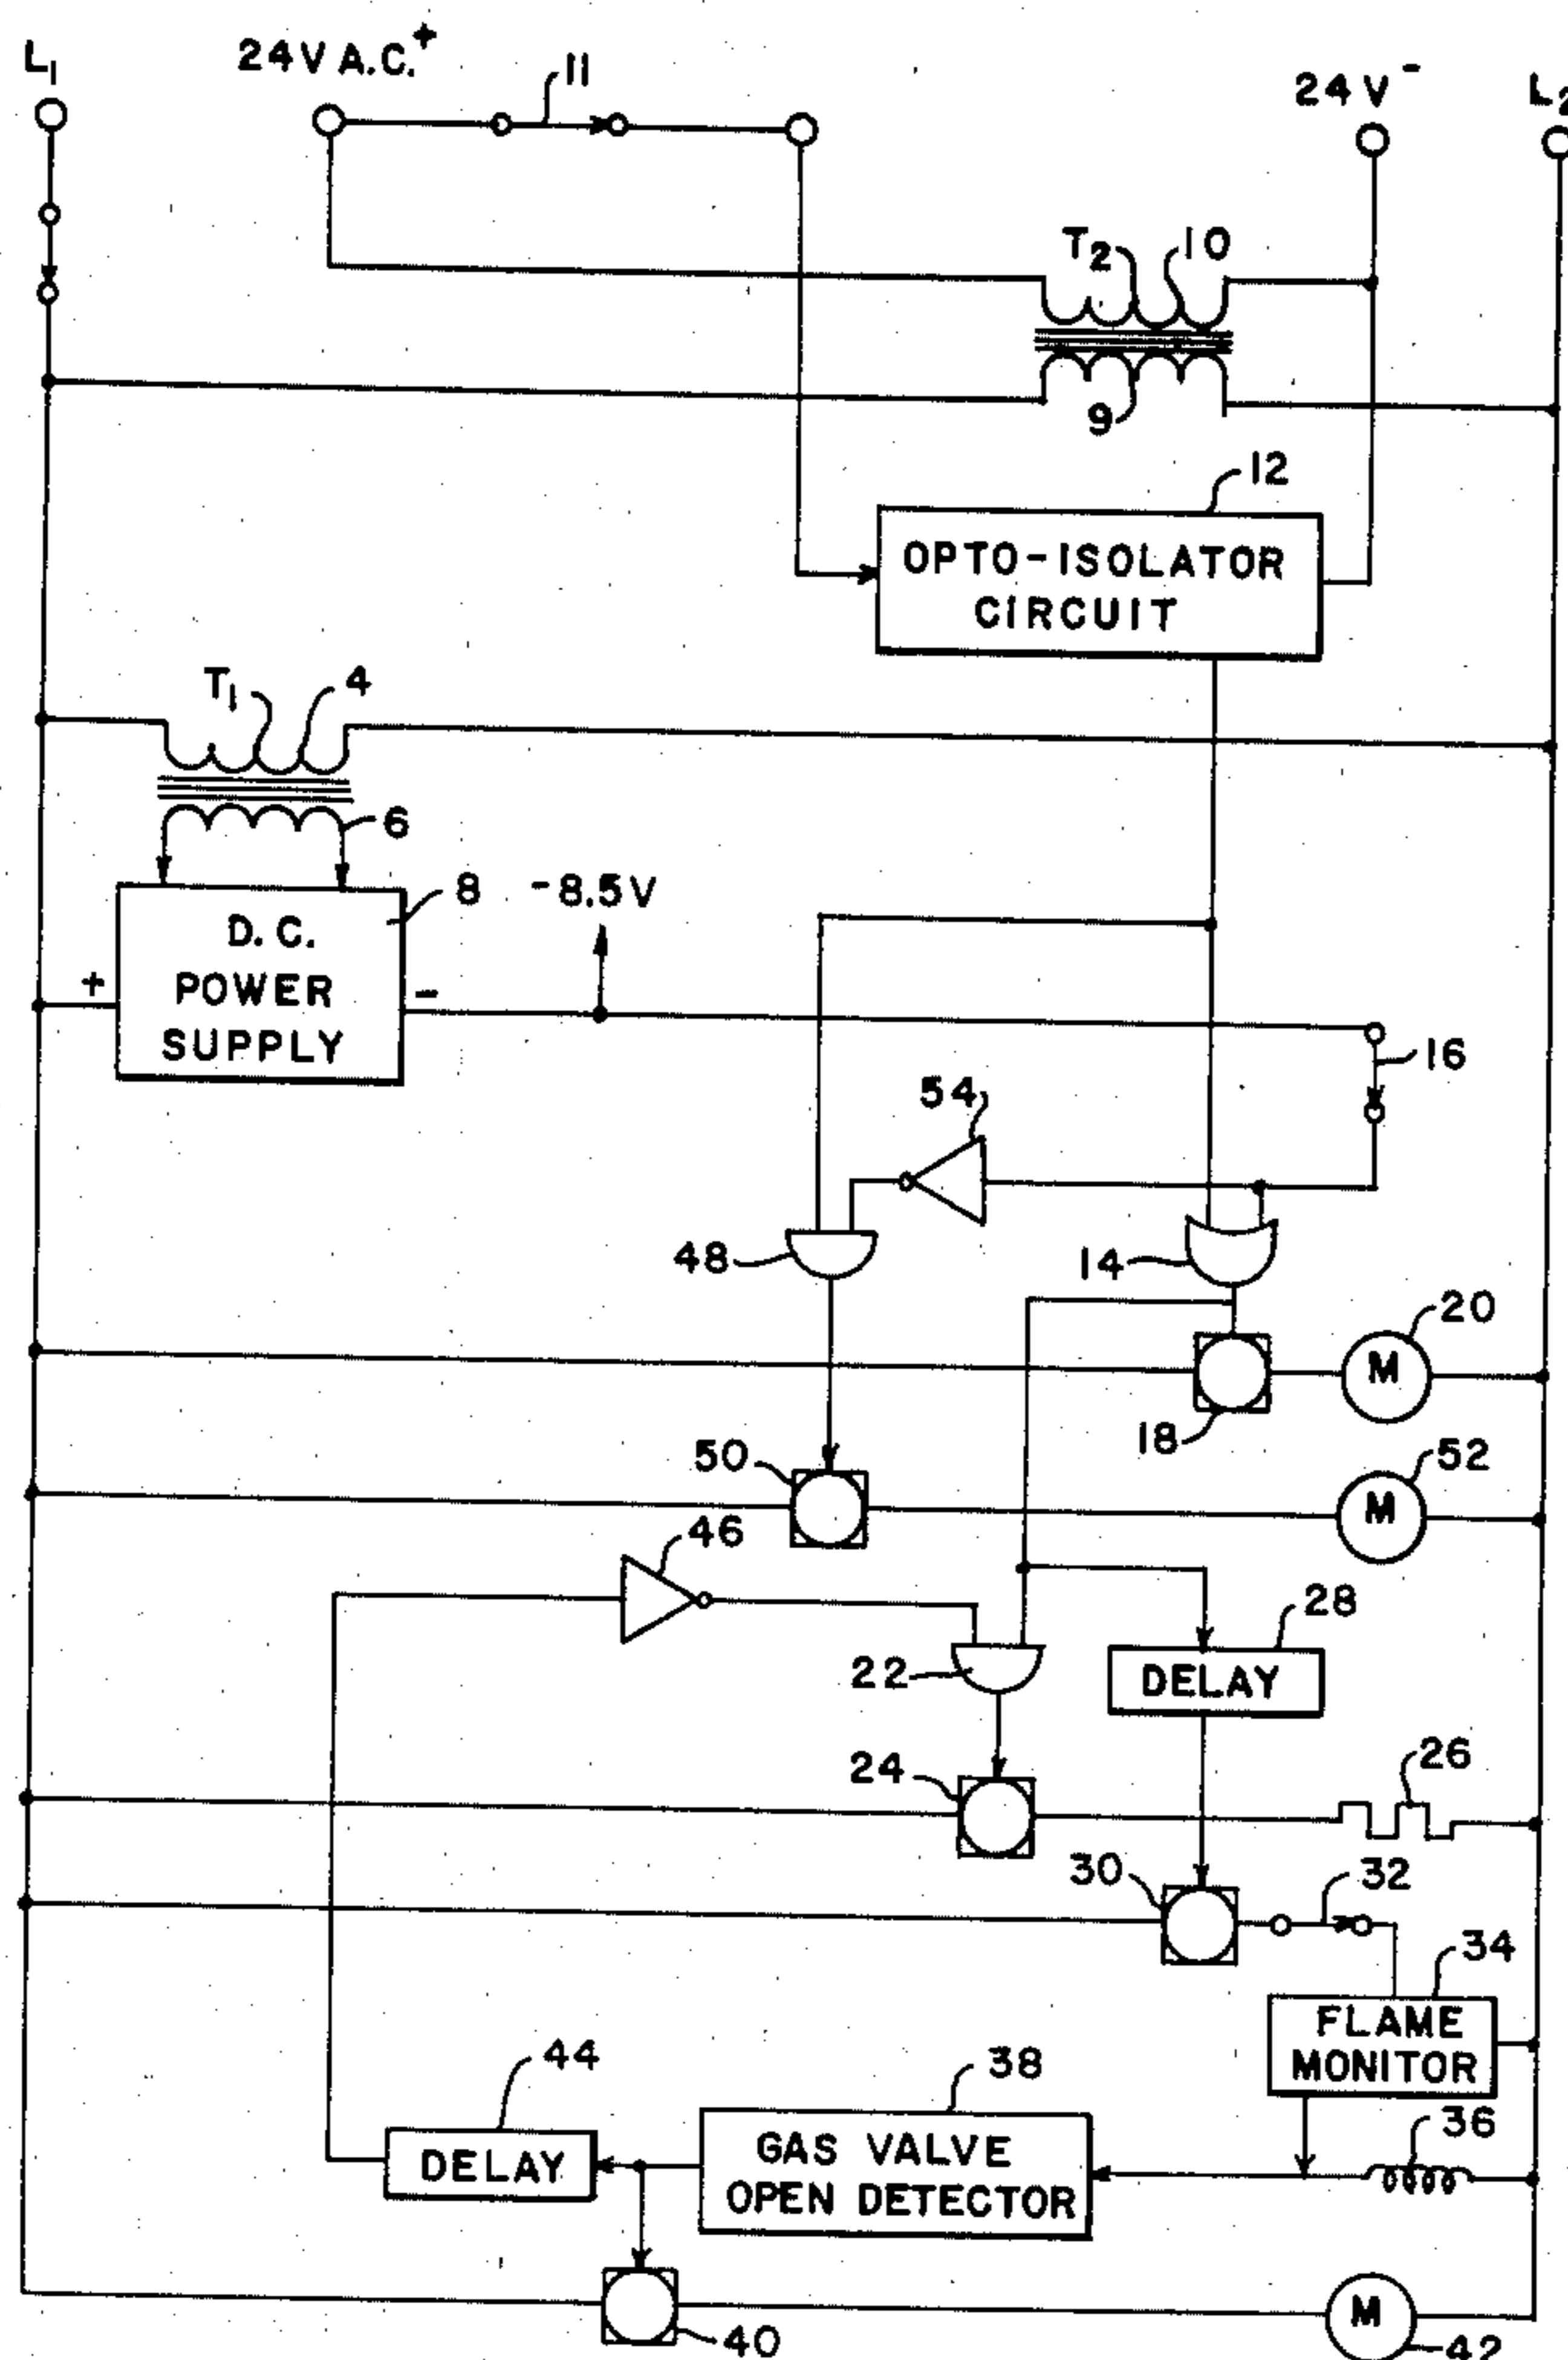 L1
24V A.C.+
11
24V-
L2
T2
10
9
12
OPTO-ISOLATOR
CIRCUIT
T1
4
6
8
-8.5V
D.C.
POWER
SUPPLY
+
-
16
54
48
14
20
M
18
50
52
M
46
28
22
DELAY
24
26
30
32
34
FLAME
MONITOR
44
38
36
DELAY
GAS VALVE
OPEN DETECTOR
M
40
42